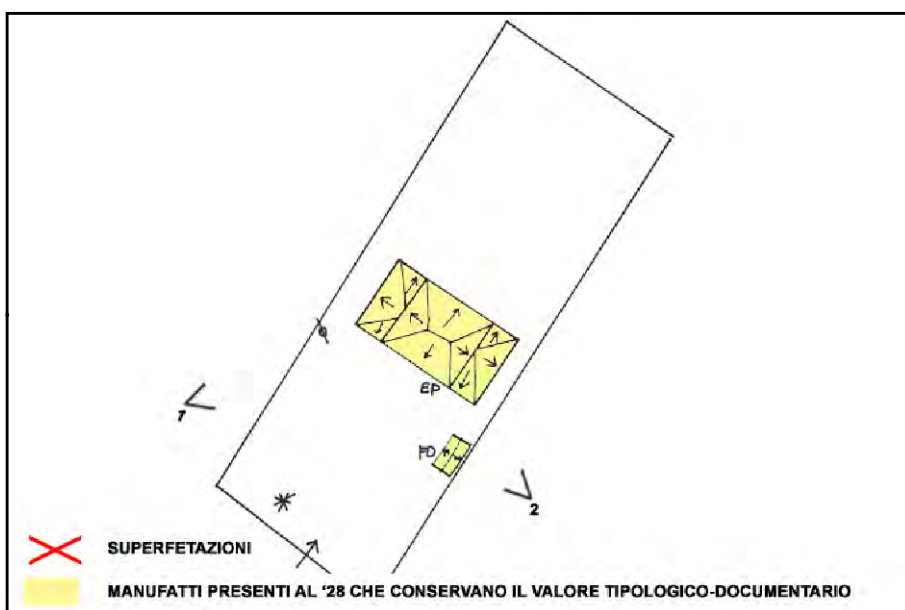 EP
FD
1
2
SUPERFETAZIONI
MANUFATTI PRESENTI AL '28 CHE CONSERVANO IL VALORE TIPOLOGICO-DOCUMENTARIO